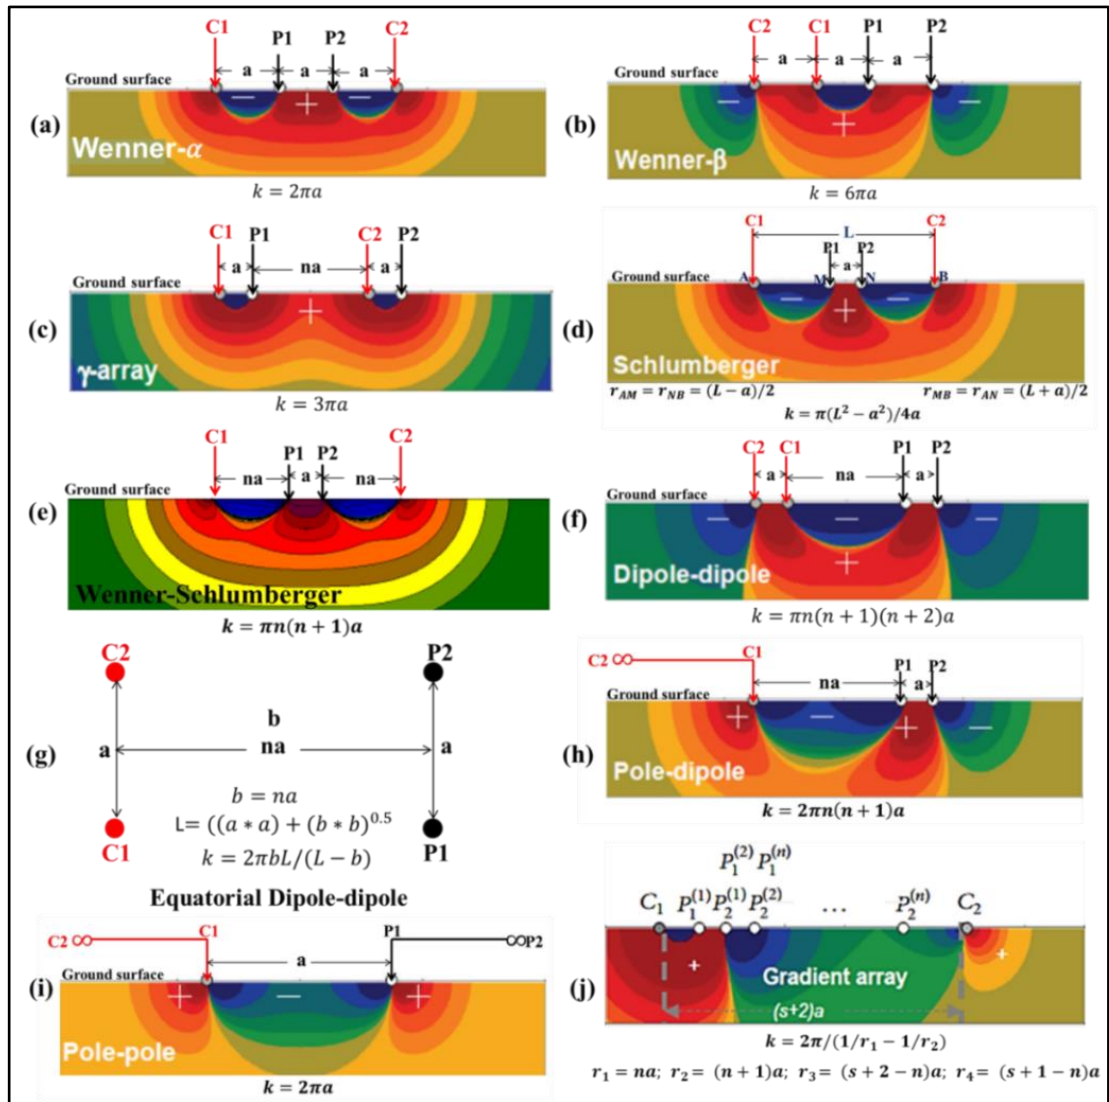 C1 P1 P2 C2
a a a
Ground surface
(a)
Wenner-α
k = 2πa
C2 C1 P1 P2
a a a
Ground surface
(b)
Wenner-β
k = 6πa
C1 P1 C2 P2
a na a
Ground surface
(c)
γ-array
k = 3πa
C1 C2
L
P1 P2
a
Ground surface
A M N B
(d)
Schlumberger
r_AM = r_NB = (L − a)/2 r_MB = r_AN = (L + a)/2
k = π(L² − a²)/4a
C1 P1 P2 C2
na a na
Ground surface
(e)
Wenner-Schlumberger
k = πn(n + 1)a
C2 C1 P1 P2
a na a
Ground surface
(f)
Dipole-dipole
k = πn(n + 1)(n + 2)a
C2 P2
b
(g) a na a
b = na
L= ((a * a) + (b * b)^0.5
k = 2πbL/(L − b)
C1 P1
Equatorial Dipole-dipole
C1
C2 ∞
P1 P2
na a
Ground surface
(h)
Pole-dipole
k = 2πn(n + 1)a
C2 ∞ C1 P1 ∞P2
a
Ground surface
(i)
Pole-pole
k = 2πa
P₁⁽²⁾ P₁⁽ⁿ⁾
C₁ P₁⁽¹⁾ P₂⁽¹⁾ P₂⁽²⁾ ... P₂⁽ⁿ⁾ C₂
(j) Gradient array
(s+2)a
k = 2π/(1/r₁ − 1/r₂)
r₁ = na; r₂ = (n + 1)a; r₃ = (s + 2 − n)a; r₄ = (s + 1 − n)a